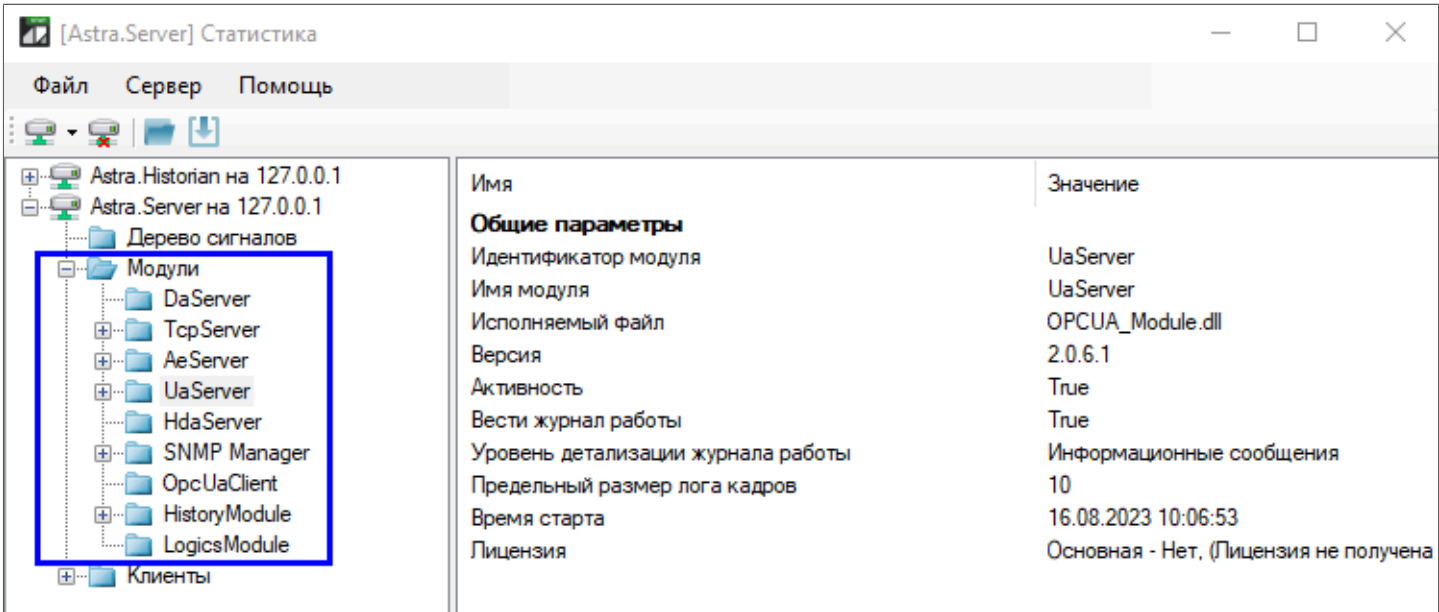 [Astra.Server] Статистика
Файл Сервер Помощь
Astra.Historian на 127.0.0.1
Astra.Server на 127.0.0.1
Дерево сигналов
Модули
DaServer
TcpServer
AeServer
UaServer
HdaServer
SNMP Manager
OpcUaClient
HistoryModule
LogicsModule
Клиенты
Имя Значение
Общие параметры
Идентификатор модуля UaServer
Имя модуля UaServer
Исполняемый файл OPCUA_Module.dll
Версия 2.0.6.1
Активность True
Вести журнал работы True
Уровень детализации журнала работы Информационные сообщения
Предельный размер лога кадров 10
Время старта 16.08.2023 10:06:53
Лицензия Основная - Нет, (Лицензия не получена